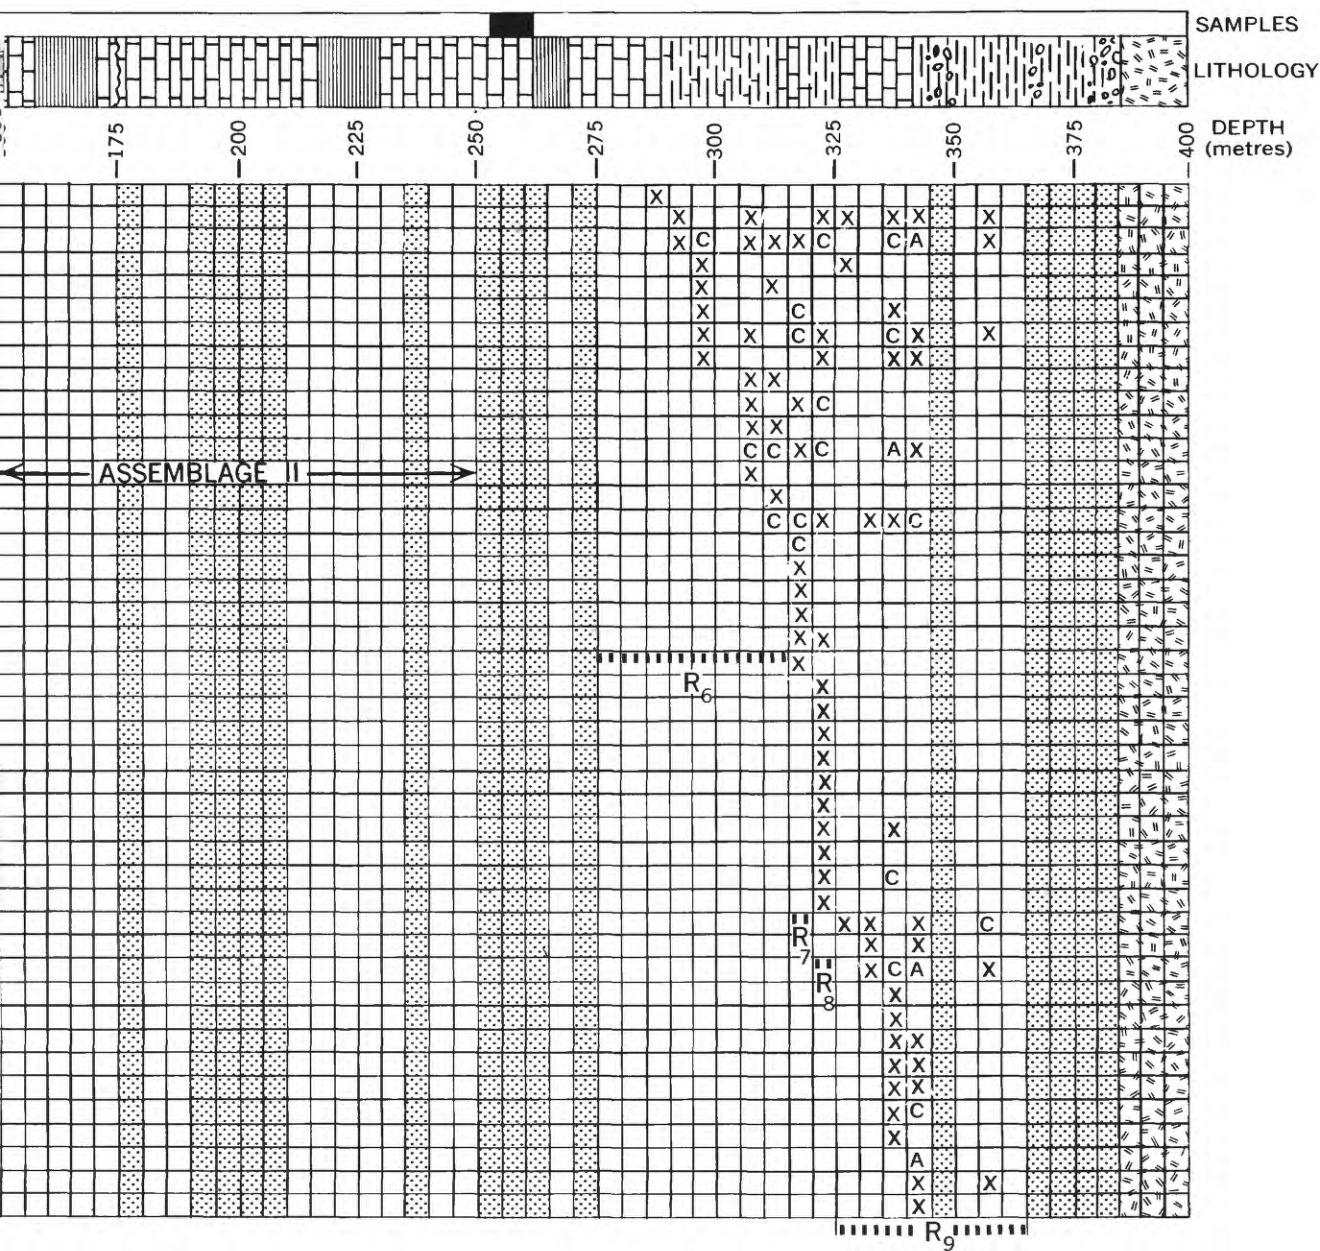 SAMPLES
LITHOLOGY
175 200 225 250 275 300 325 350 375 400 DEPTH
(metres)
X
X X X X X X X
X C X X X C C A X
X X
X X
X C X
X X C X C X X
X X X X
X X
X X C
X X
C C X C A X
ASSEMBLAGE II X
X
C C X X X C
C
X
X
X
X X
X
R6
X
X
X
X
X
X
X X
X
X C
X
X X X C
R7
X X
X C A X
R8
X
X
X X
X X
X X
X C
X
A
X X
X
R9